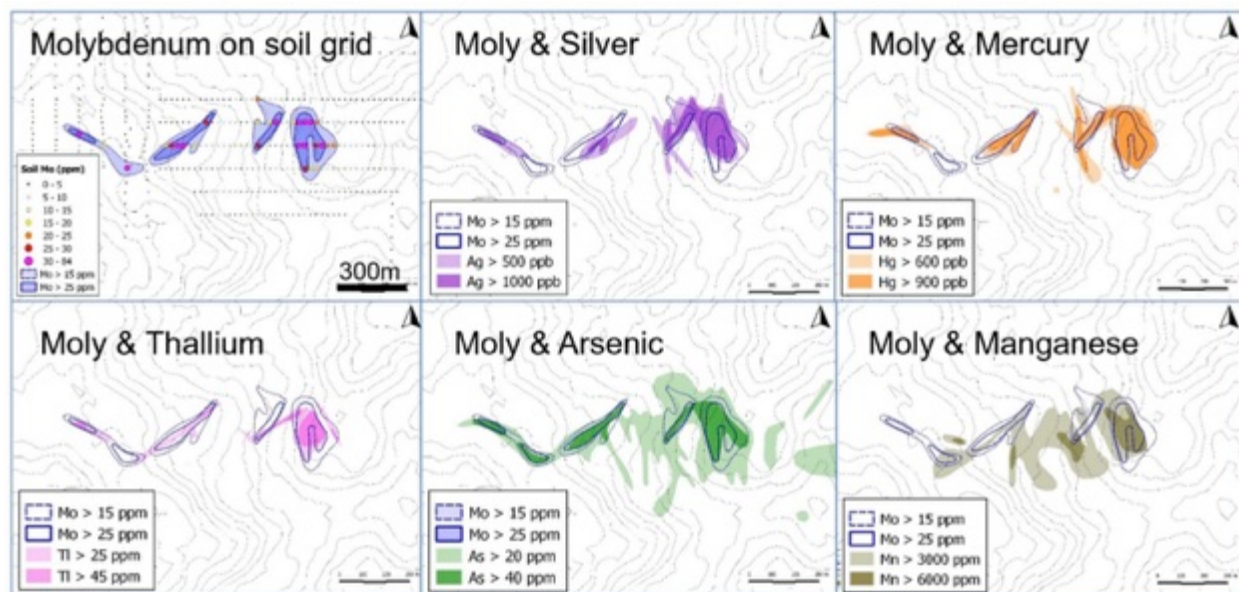 Molybdenum on soil grid
Soil Mo (ppm)
0 - 5
5 - 10
10 - 15
15 - 20
20 - 25
25 - 30
30 - 84
Mo > 15 ppm
Mo > 25 ppm
300m
Moly & Silver
Mo > 15 ppm
Mo > 25 ppm
Ag > 500 ppb
Ag > 1000 ppb
Moly & Mercury
Mo > 15 ppm
Mo > 25 ppm
Hg > 600 ppb
Hg > 900 ppb
Moly & Thallium
Mo > 15 ppm
Mo > 25 ppm
Tl > 25 ppm
Tl > 45 ppm
Moly & Arsenic
Mo > 15 ppm
Mo > 25 ppm
As > 20 ppm
As > 40 ppm
Moly & Manganese
Mo > 15 ppm
Mo > 25 ppm
Mn > 3000 ppm
Mn > 6000 ppm